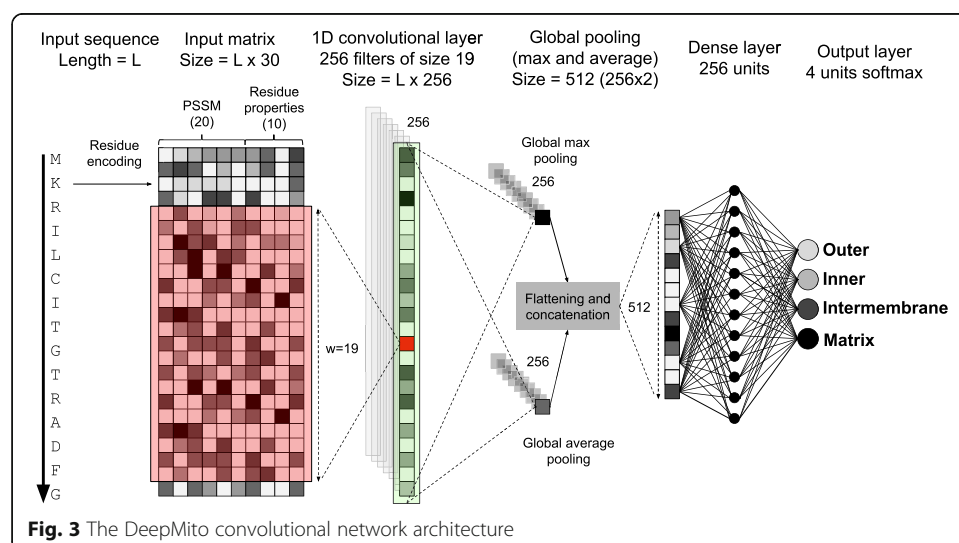 Input sequence
Length = L
Input matrix
Size = L x 30
1D convolutional layer
256 filters of size 19
Size = L x 256
Global pooling
(max and average)
Size = 512 (256x2)
Dense layer
256 units
Output layer
4 units softmax
PSSM
(20)
Residue
properties
(10)
Residue
encoding
M
K
R
I
L
C
I
T
G
T
R
A
D
F
G
w=19
256
Global max
pooling
256
Flattening and
concatenation
256
Global average
pooling
512
Outer
Inner
Intermembrane
Matrix
Fig. 3 The DeepMito convolutional network architecture